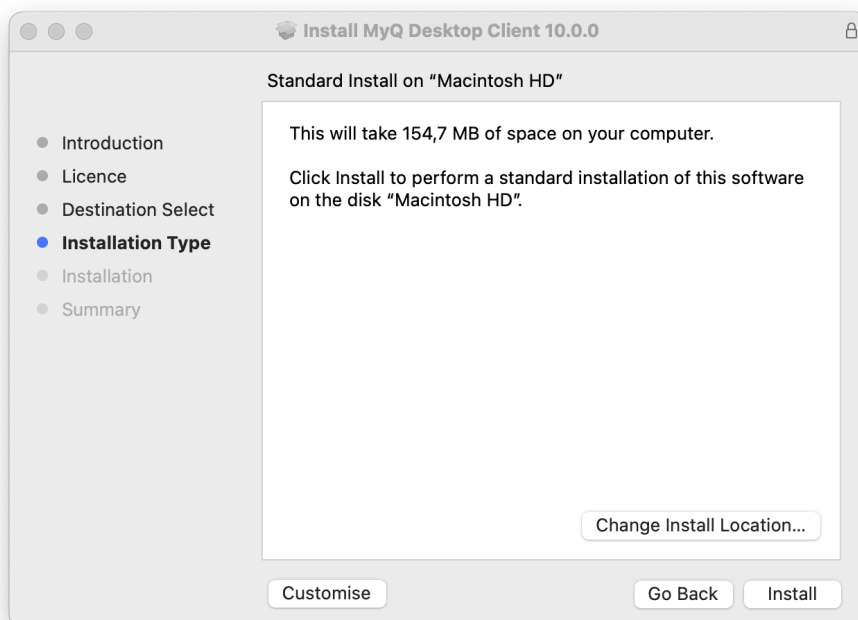 Install MyQ Desktop Client 10.0.0
Standard Install on “Macintosh HD”
Introduction
Licence
Destination Select
Installation Type
Installation
Summary
This will take 154,7 MB of space on your computer.
Click Install to perform a standard installation of this software
on the disk “Macintosh HD”.
Change Install Location...
Customise
Go Back
Install